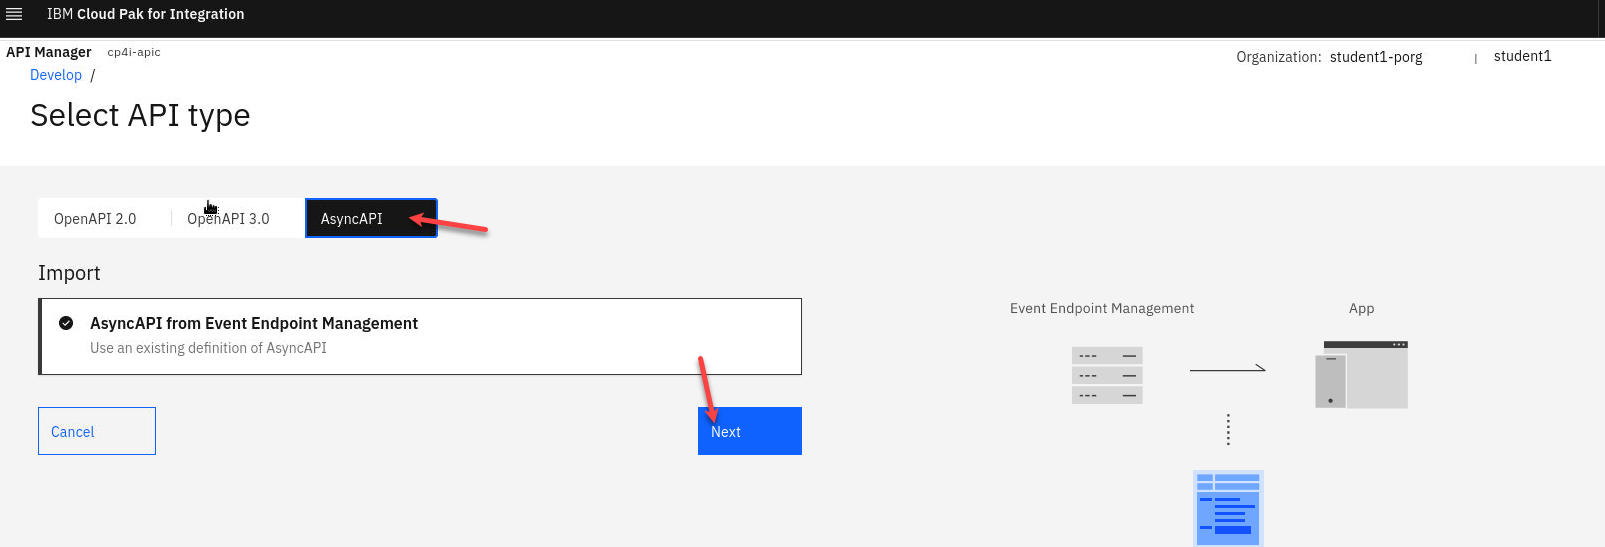 IBM Cloud Pak for Integration
API Manager cp4i-apic
Organization: student1-porg | student1
Develop /
Select API type
OpenAPI 2.0 OpenAPI 3.0 AsyncAPI
Import
AsyncAPI from Event Endpoint Management
Use an existing definition of AsyncAPI
Cancel Next
Event Endpoint Management App